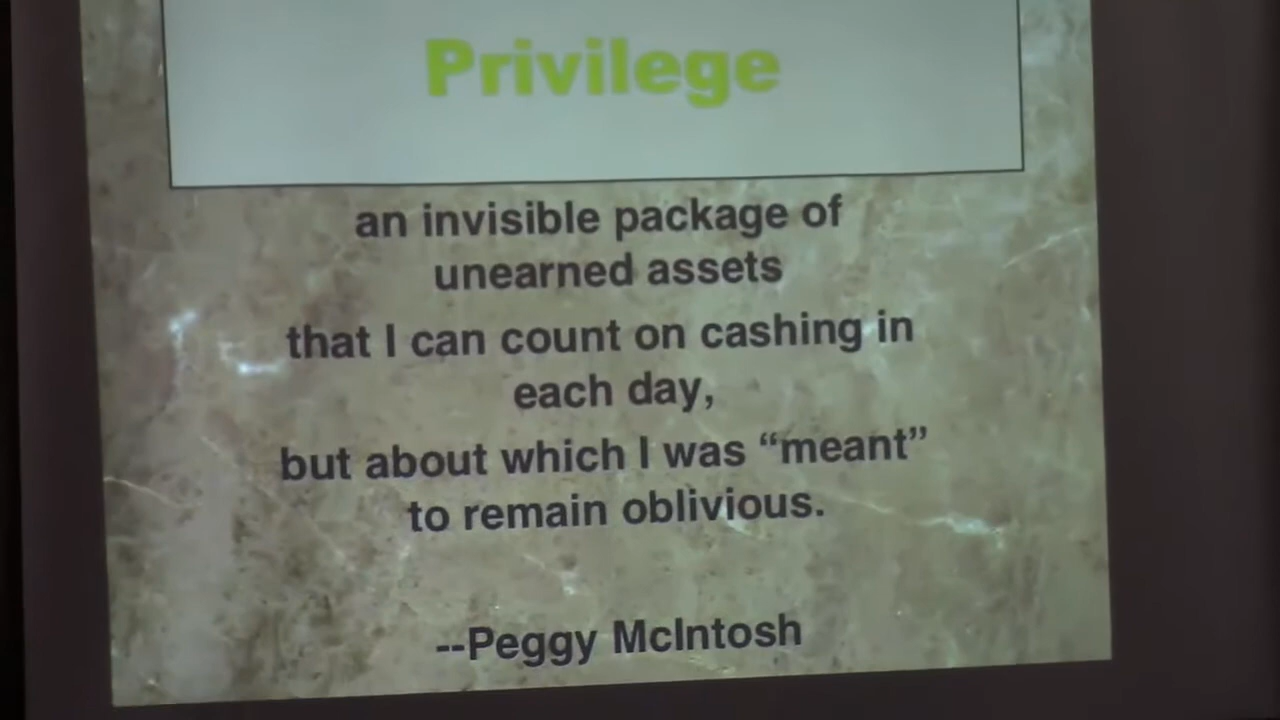 Privilege
an invisible package of
unearned assets
that I can count on cashing in
each day,
but about which I was “meant”
to remain oblivious.
--Peggy McIntosh